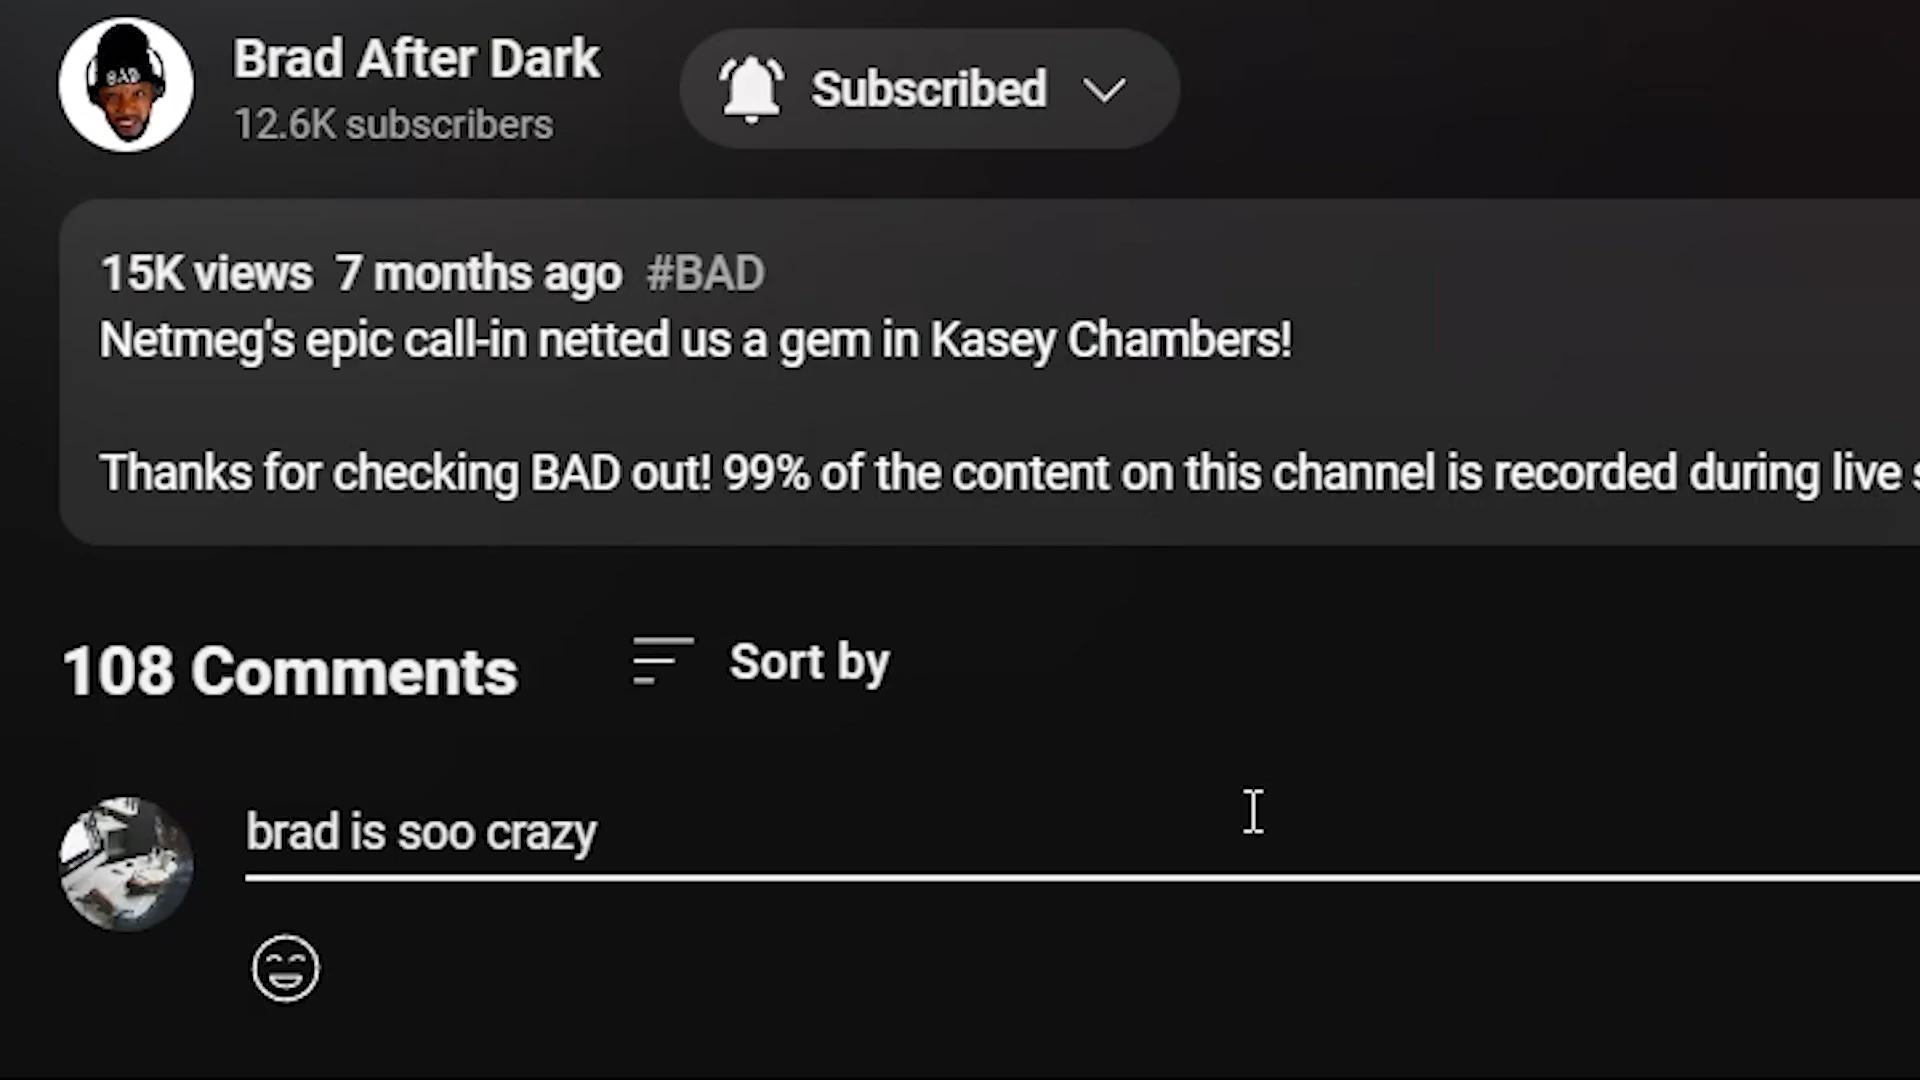 BAD
Brad After Dark
12.6K subscribers
Subscribed
15K views 7 months ago #BAD
Netmeg's epic call-in netted us a gem in Kasey Chambers!
Thanks for checking BAD out! 99% of the content on this channel is recorded during live
108 Comments
Sort by
brad is soo crazy